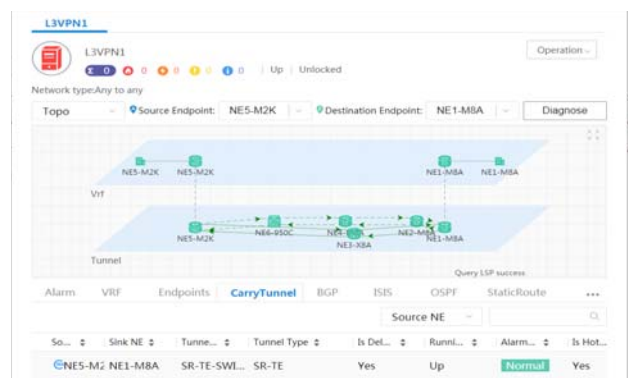 L3VPN1
L3VPN1
Operation
Σ 0 0 0 0 0 Up Unlocked
Network type:Any to any
Topo Source Endpoint: NE5-M2K Destination Endpoint: NE1-M8A Diagnose
NE5-M2K NE5-M2K NE1-M8A NE1-M8A
Vrf
NE5-M2K NE6-950C NE2-M8A NE1-M8A
NE3-X8A
Tunnel
Query LSP success
Alarm VRF Endpoints CarryTunnel BGP ISIS OSPF StaticRoute ...
Source NE
So... Sink NE Tunne... Tunnel Type Is Del... Runni... Alarm... Is Hot...
NE5-M2 NE1-M8A SR-TE-SWI... SR-TE Yes Up Normal Yes